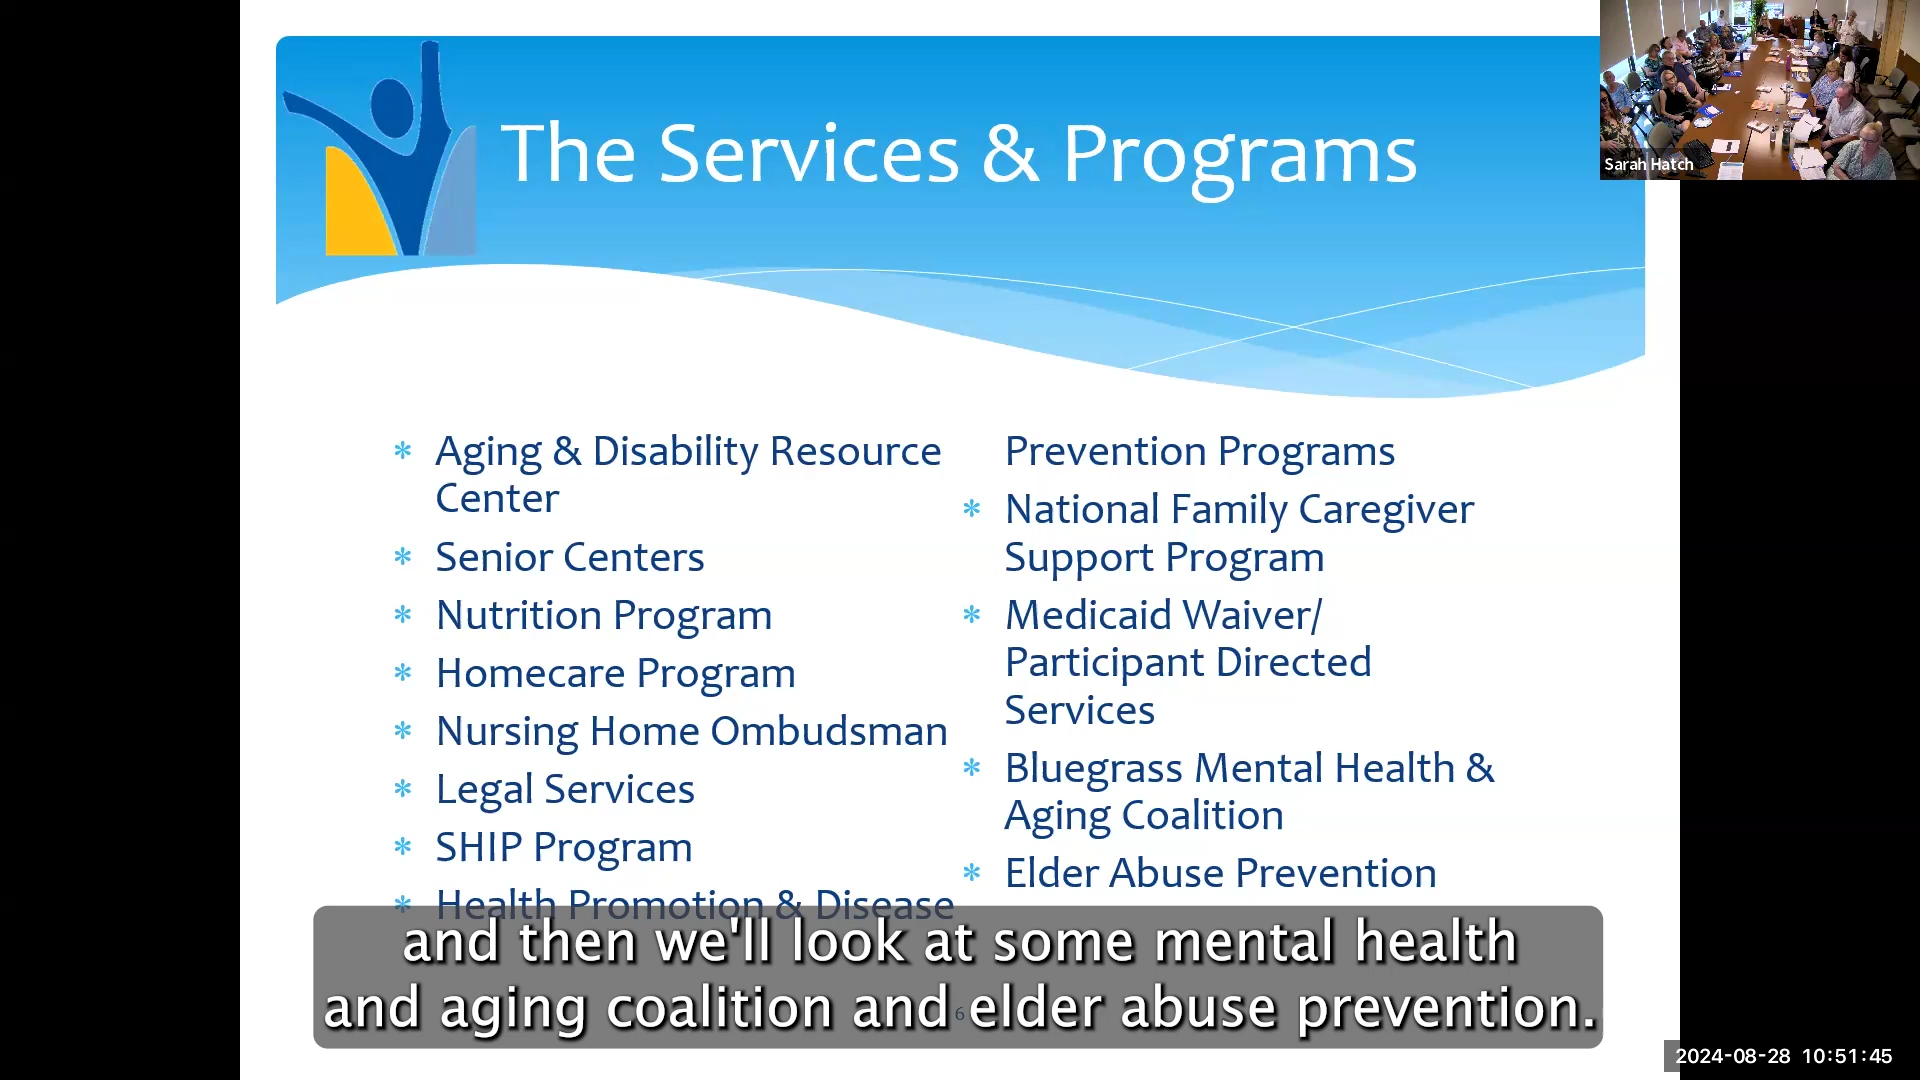 The Services & Programs
Sarah Hatch
* Aging & Disability Resource
Center
* Senior Centers
* Nutrition Program
* Homecare Program
* Nursing Home Ombudsman
* Legal Services
* SHIP Program
* Health Promotion & Disease
Prevention Programs
* National Family Caregiver
Support Program
* Medicaid Waiver/
Participant Directed
Services
* Bluegrass Mental Health &
Aging Coalition
* Elder Abuse Prevention
and then we'll look at some mental health
and aging coalition and elder abuse prevention.
6
2024-08-28 10:51:45